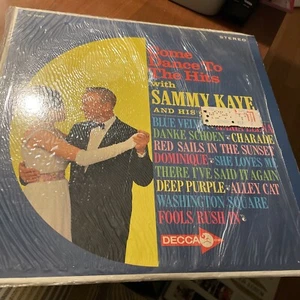 STEREO
Come
Dance To
The Hits
with
SAMMY KAYE
AND HIS
BLUE VELVET
DANKE SCHOEN • CHARADE
RED SAILS IN THE SUNSET
DOMINIQUE • SHE LOVES ME
THERE I'VE SAID IT AGAIN
DEEP PURPLE • ALLEY CAT
WASHINGTON SQUARE
FOOLS RUSH IN
DECCA